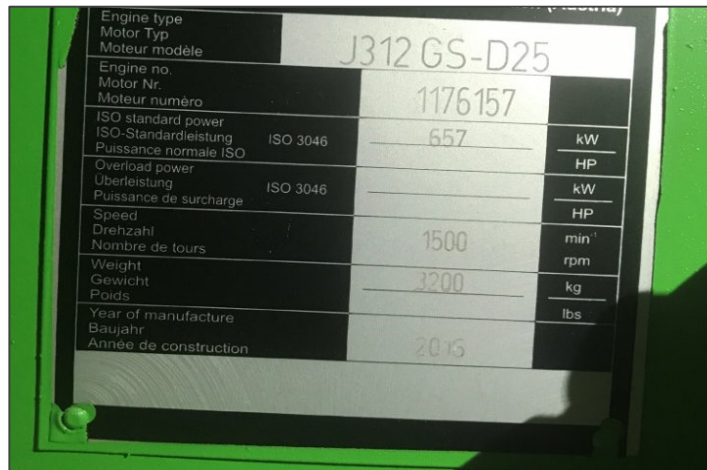 (Austria)
Engine type
Motor Typ
Moteur modèle
J312 GS-D25
Engine no.
Motor Nr.
Moteur numéro
1176157
ISO standard power
ISO-Standardleistung ISO 3046
Puissance normale ISO
657
kW
HP
Overload power
Überleistung ISO 3046
Puissance de surcharge
kW
HP
Speed
Drehzahl
Nombre de tours
1500
min⁻¹
rpm
Weight
Gewicht
Poids
3200
kg
lbs
Year of manufacture
Baujahr
Année de construction